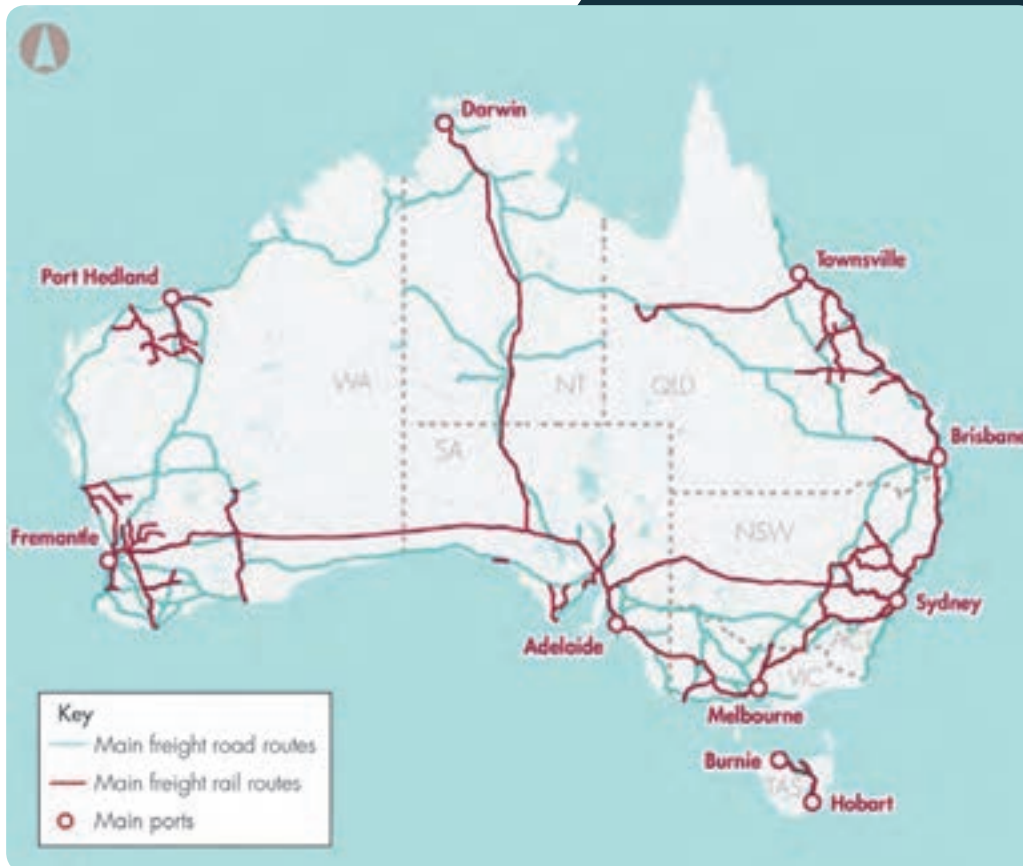 Darwin
Townsville
Port Hedland
WA
NT
QLD
Brisbane
SA
NSW
Fremantle
Sydney
Adelaide
ACT
VIC
Melbourne
Key
Main freight road routes
Main freight rail routes
Main ports
Burnie
TAS
Hobart